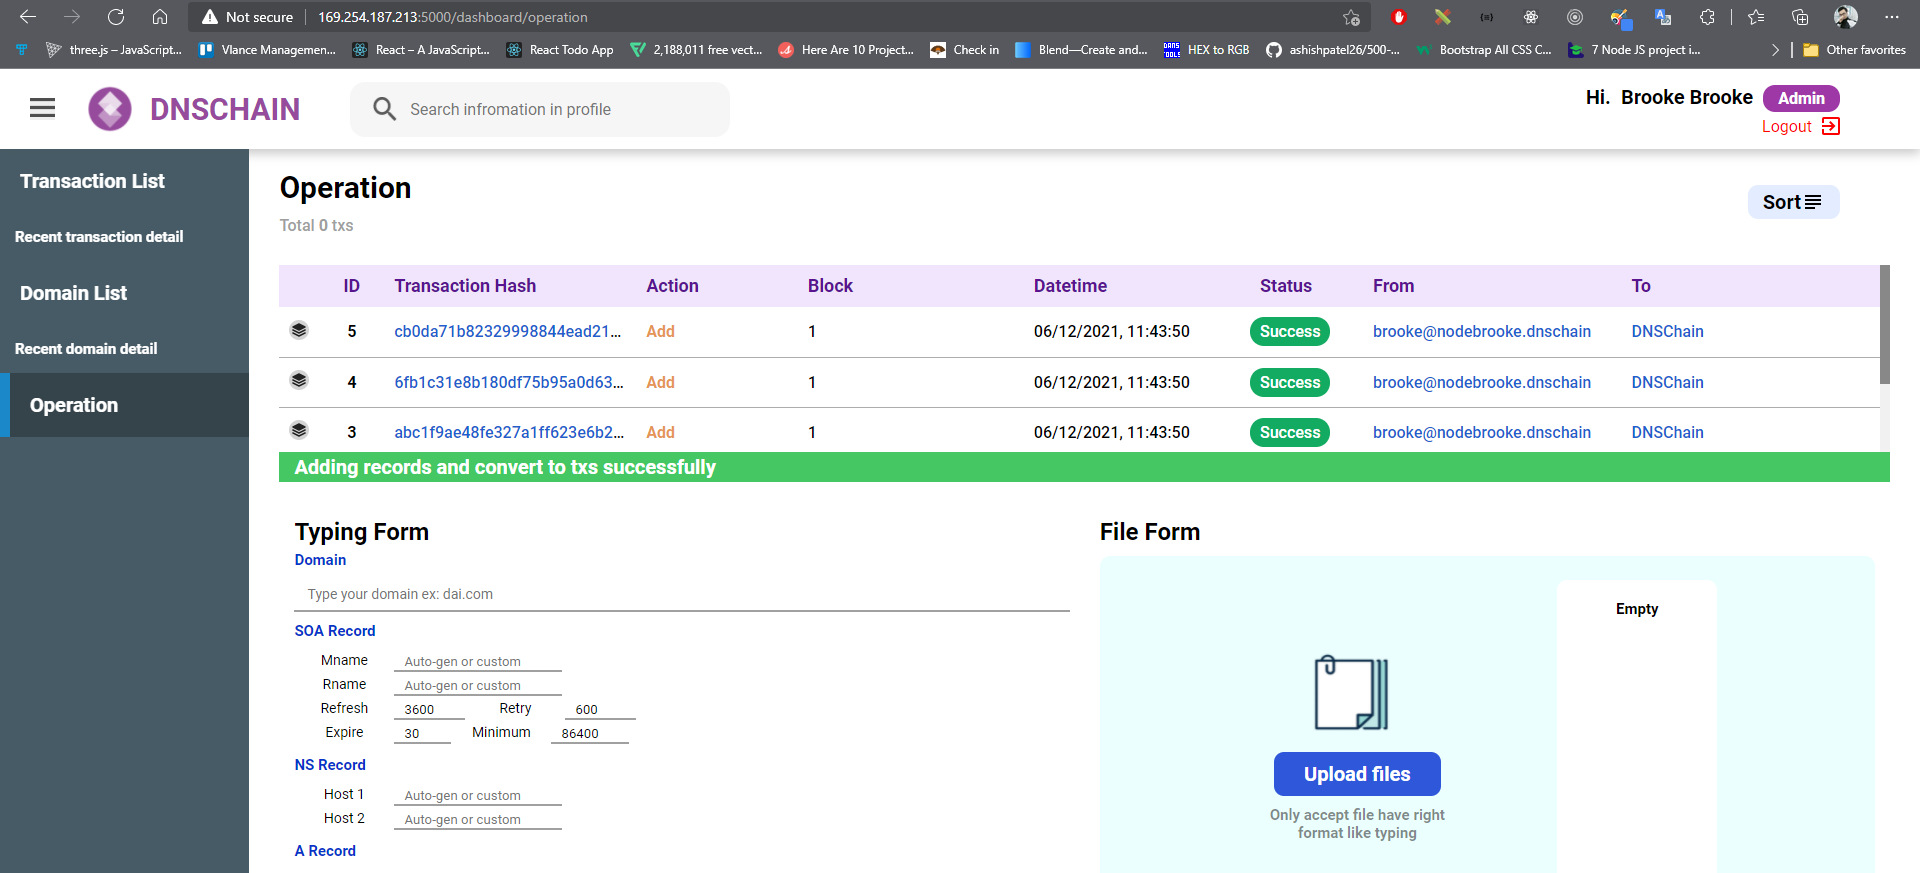 Not secure
169.254.187.213:5000/dashboard/operation
three.js – JavaScript...
Vlance Managemen...
React – A JavaScript...
React Todo App
2,188,011 free vect...
Here Are 10 Project...
Check in
Blend—Create and...
HEX to RGB
ashishpatel26/500-...
Bootstrap All CSS C...
7 Node JS project i...
Other favorites
DNSCHAIN
Search infromation in profile
Hi. Brooke Brooke
Admin
Logout
Transaction List
Recent transaction detail
Domain List
Recent domain detail
Operation
Operation
Total 0 txs
Sort
ID Transaction Hash Action Block Datetime Status From To
5 cb0da71b82329998844ead21... Add 1 06/12/2021, 11:43:50 Success brooke@nodebrooke.dnschain DNSChain
4 6fb1c31e8b180df75b95a0d63... Add 1 06/12/2021, 11:43:50 Success brooke@nodebrooke.dnschain DNSChain
3 abc1f9ae48fe327a1ff623e6b2... Add 1 06/12/2021, 11:43:50 Success brooke@nodebrooke.dnschain DNSChain
Adding records and convert to txs successfully
Typing Form
Domain
Type your domain ex: dai.com
SOA Record
Mname Auto-gen or custom
Rname Auto-gen or custom
Refresh 3600 Retry 600
Expire 30 Minimum 86400
NS Record
Host 1 Auto-gen or custom
Host 2 Auto-gen or custom
A Record
File Form
Empty
Upload files
Only accept file have right
format like typing